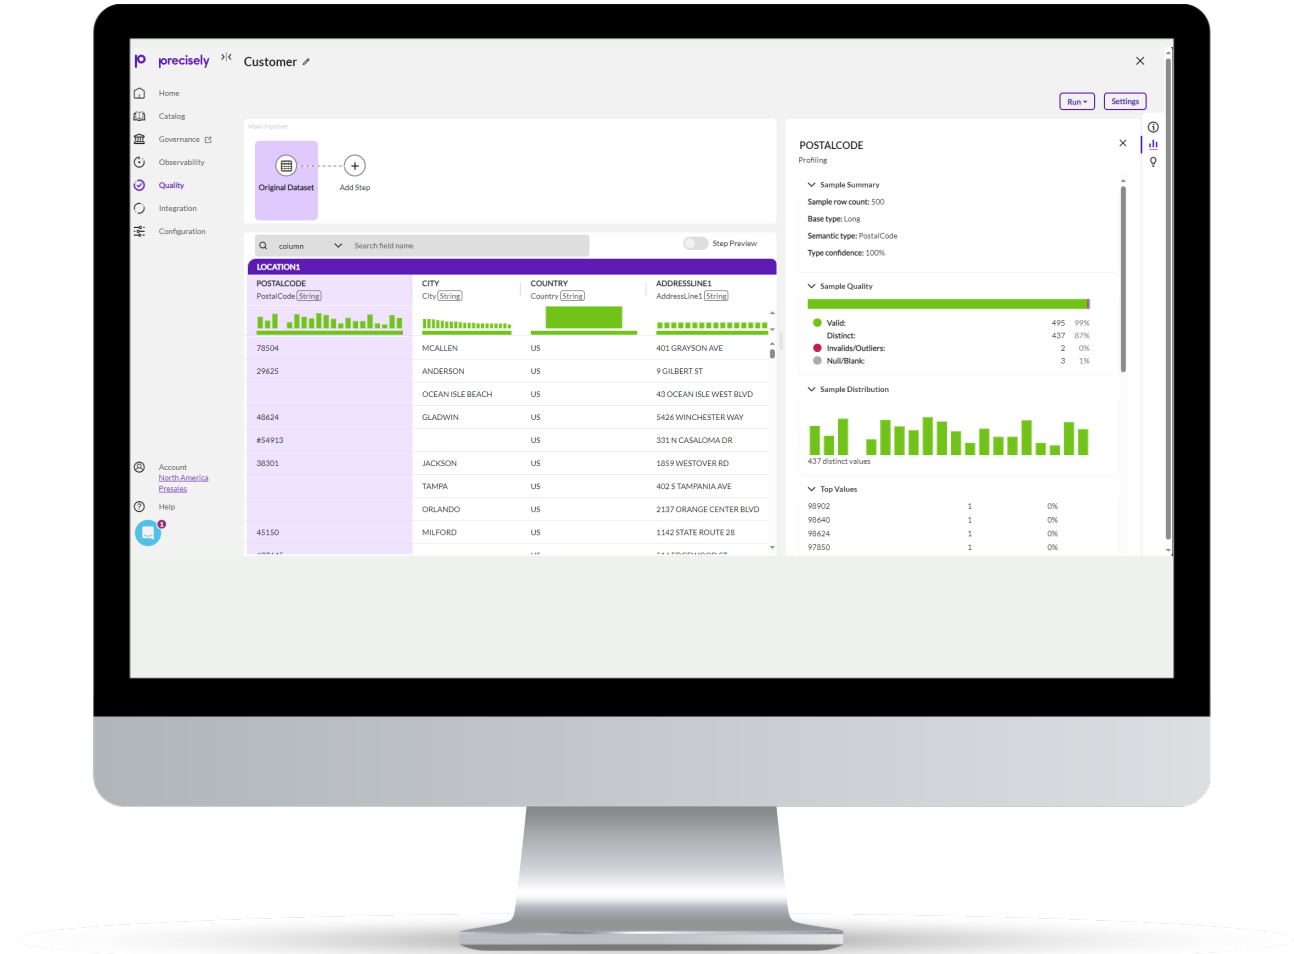 precisely
Customer
Home
Catalog
Governance
Observability
Quality
Integration
Configuration
Account
North America
Presales
Help
1
Run
Settings
Main Pipeline
Original Dataset
Add Step
column
Search field name
Step Preview
LOCATION1
POSTALCODE CITY COUNTRY ADDRESSLINE1
PostalCode String City String Country String AddressLine1 String
78504 MCALLEN US 401 GRAYSON AVE
29625 ANDERSON US 9 GILBERT ST
OCEAN ISLE BEACH US 43 OCEAN ISLE WEST BLVD
48624 GLADWIN US 5426 WINCHESTER WAY
#54913 US 331 N CASALOMA DR
38301 JACKSON US 1859 WESTOVER RD
TAMPA US 402 S TAMPANIA AVE
ORLANDO US 2137 ORANGE CENTER BLVD
45150 MILFORD US 1142 STATE ROUTE 28
POSTALCODE
Profiling
Sample Summary
Sample row count: 500
Base type: Long
Semantic type: PostalCode
Type confidence: 100%
Sample Quality
Valid: 495 99%
Distinct: 437 87%
Invalids/Outliers: 2 0%
Null/Blank: 3 1%
Sample Distribution
437 distinct values
Top Values
98902 1 0%
98640 1 0%
98624 1 0%
97850 1 0%